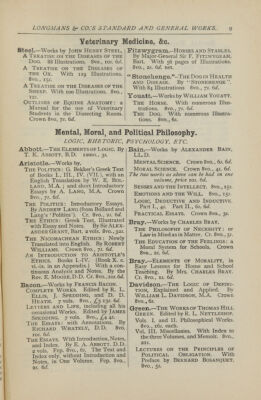 LONGMANS & CO.'S STANDARD AND GENERAL WORKS. 9
Veterinary Medicine, &c.
Steel.—Works by JOHN HENRY STEEL,
A TREATISE ON THE DISEASES OF THE
DOG. 88 Illustrations. 8vo, 10s. 6d.
A TREATISE ON THE DISEASES OF
THE OX. With 119 Illustrations.
8vo, 15s.
A TREATISE ON THE DISEASES OF THE
SHEEP. With 100 Illustrations. 8vo,
12s.
OUTLINES OF EQUINE ANATOMY: a
Manual for the use of Veterinary
Students in the Dissecting Room.
Crown 8vo, 7s. 6d.
Fitzwygram.—HORSES AND STABLES.
By Major-General Sir F. FITZWYGRAM,
Bart. With 56 pages of Illustrations.
8vo, 2s. 6d. net.
"Stonehenge."—THE DOG IN HEALTH
AND DISEASE. By "STONEHENGE."
With 84 Illustrations. 8vo, 7s. 6d.
Youatt.—Works by WILLIAM YOUATT.
THE HORSE. With numerous Illustrations.
8vo, 7s. 6d.
THE DOG. With numerous Illustrations.
8vo, 6s.
Mental, Moral, and Political Philosophy.
LOGIC, RHETORIC, PSYCHOLOGY, ETC.
Abbott.—THE ELEMENTS OF LOGIC. By
T. K. ABBOTT, B.D. 12mo, 3s.
Aristotle.—Works by.
THE POLITICS: G. Bekker's Greek Text
of Books I., III., IV. (VII.), with an
English Translation by W. E. BOLLAND,
M.A.; and short Introductory
Essays by A. LANG, M.A. Crown
8vo, 7s. 6d.
THE POLITICS: Introductory Essays.
By ANDREW LANG (from Bolland and
Lang's 'Politics'). Cr. 8vo, 2s. 6d.
THE ETHICS: Greek Text, Illustrated
with Essay and Notes. By Sir ALEXANDER
GRANT, Bart. 2 vols. 8vo, 32s.
THE NICOMACHEAN ETHICS: Newly
Translated into English. By ROBERT
WILLIAMS. Crown 8vo, 7s. 6d.
AN INTRODUCTION TO ARISTOTLE'S
ETHICS. Books I.-IV. (Book X. c.
vi.-ix. in an Appendix.) With a continuous
Analysis and Notes. By the
Rev. E. MOORE, D.D. Cr. 8vo, 10s. 6d.
Bacon.—Works by FRANCIS BACON.
COMPLETE WORKS. Edited by R. L.
ELLIS, J. SPEDDING, and D. D.
HEATH. 7 vols. 8vo, £3 13s. 6d.
LETTERS AND LIFE, including all his
occasional Works. Edited by JAMES
SPEDDING. 7 vols. 8vo, £4 4s.
THE ESSAYS: with Annotations. By
RICHARD WHATELY, D.D. 8vo,
10s. 6d.
THE ESSAYS. With Introduction, Notes,
and Index. By E. A. ABBOTT, D.D.
2 vols. Fcp. 8vo, 6s. The Text and
Index only, without Introduction and
Notes, in One Volume. Fcp. 8vo,
2s. 6d.
Bain.—Works by ALEXANDER BAIN,
LL.D.
MENTAL SCIENCE. Crown 8vo, 6s. 6d.
MORAL SCIENCE. Crown 8vo, 4s. 6d.
The two works as above can be had in one
volume, price 10s. 6d.
SENSES AND THE INTELLECT. 8vo, 15s.
EMOTIONS AND THE WILL. 8vo, 15s.
LOGIC, DEDUCTIVE AND INDUCTIVE.
Part I., 4s. Part II., 6s. 6d.
PRACTICAL ESSAYS. Crown 8vo, 2s.
Bray.—Works by CHARLES BRAY.
THE PHILOSOPHY OF NECESSITY: or
Law in Mind as in Matter. Cr. 8vo, 5s.
THE EDUCATION OF THE FEELINGS: a
Moral System for Schools. Crown
8vo, 2s. 6d.
Bray.—ELEMENTS OF MORALITY, in
Easy Lessons for Home and School
Teaching. By Mrs. CHARLES BRAY.
Cr. 8vo, 1s. 6d.
Davidson.—THE LOGIC OF DEFINITION,
Explained and Applied. By
WILLIAM L. DAVIDSON, M.A. Crown
8vo, 6s.
Green.—THE WORKS OF THOMAS HILL
GREEN. Edited by R. L. NETTLESHIP.
Vols. I. and II. Philosophical Works.
8vo, 16s. each.
Vol. III. Miscellanies. With Index to
the three Volumes, and Memoir. 8vo,
21s.
LECTURES ON THE PRINCIPLES OF
POLITICAL OBLIGATION. With
Preface by BERNARD BOSANQUET.
8vo, 5s.